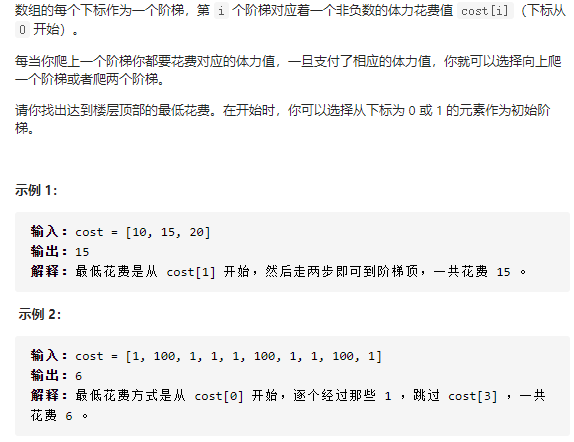 数组的每个下标作为一个阶梯，第 i 个阶梯对应着一个非负数的体力花费值 cost[i]（下标从
0 开始）。
每当你爬上一个阶梯你都要花费对应的体力值，一旦支付了相应的体力值，你就可以选择向上爬
一个阶梯或者爬两个阶梯。
请你找出达到楼层顶部的最低花费。在开始时，你可以选择从下标为 0 或 1 的元素作为初始阶
梯。
示例 1：
输入：cost = [10, 15, 20]
输出：15
解释：最低花费是从 cost[1] 开始，然后走两步即可到阶梯顶，一共花费 15 。
示例 2：
输入：cost = [1, 100, 1, 1, 1, 100, 1, 1, 100, 1]
输出：6
解释：最低花费方式是从 cost[0] 开始，逐个经过那些 1 ，跳过 cost[3] ，一共
花费 6 。